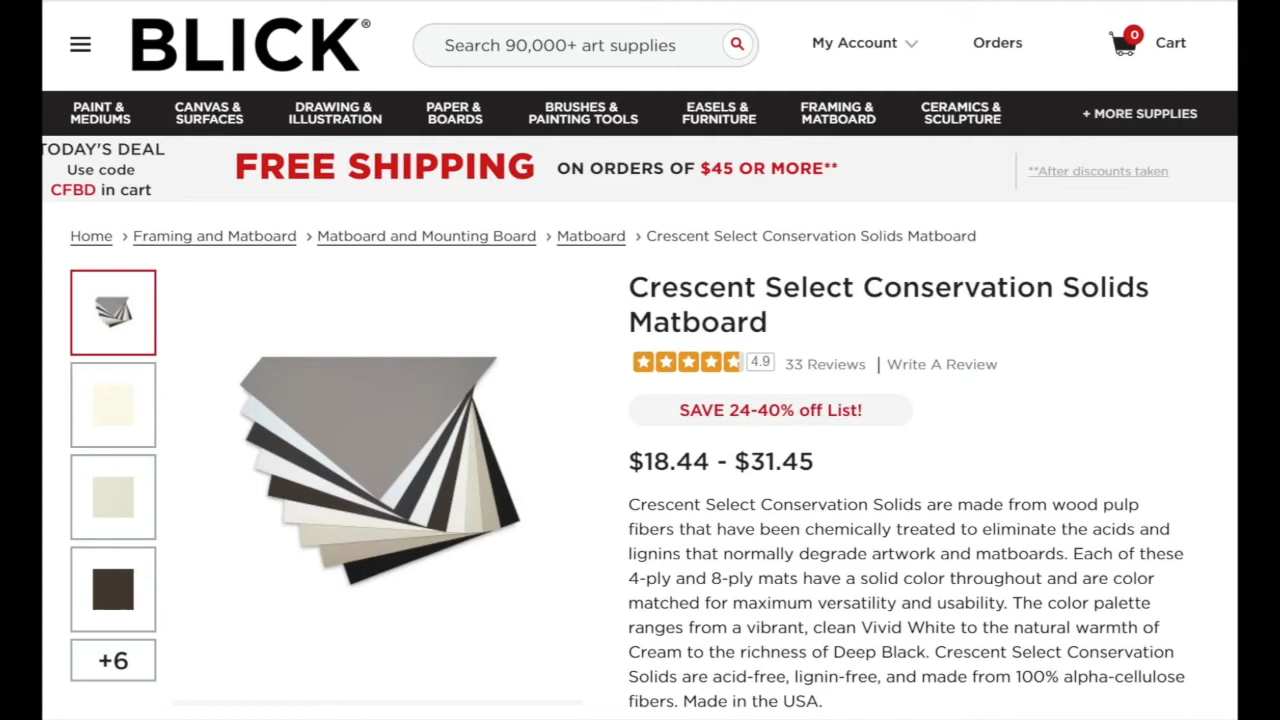 BLICK®
Search 90,000+ art supplies
My Account
Orders
0
Cart
PAINT & MEDIUMS
CANVAS & SURFACES
DRAWING & ILLUSTRATION
PAPER & BOARDS
BRUSHES & PAINTING TOOLS
EASELS & FURNITURE
FRAMING & MATBOARD
CERAMICS & SCULPTURE
+ MORE SUPPLIES
TODAY'S DEAL
Use code
CFBD in cart
FREE SHIPPING ON ORDERS OF $45 OR MORE**
**After discounts taken
Home › Framing and Matboard › Matboard and Mounting Board › Matboard › Crescent Select Conservation Solids Matboard
+6
Crescent Select Conservation Solids
Matboard
4.9 33 Reviews | Write A Review
SAVE 24-40% off List!
$18.44 - $31.45
Crescent Select Conservation Solids are made from wood pulp
fibers that have been chemically treated to eliminate the acids and
lignins that normally degrade artwork and matboards. Each of these
4-ply and 8-ply mats have a solid color throughout and are color
matched for maximum versatility and usability. The color palette
ranges from a vibrant, clean Vivid White to the natural warmth of
Cream to the richness of Deep Black. Crescent Select Conservation
Solids are acid-free, lignin-free, and made from 100% alpha-cellulose
fibers. Made in the USA.